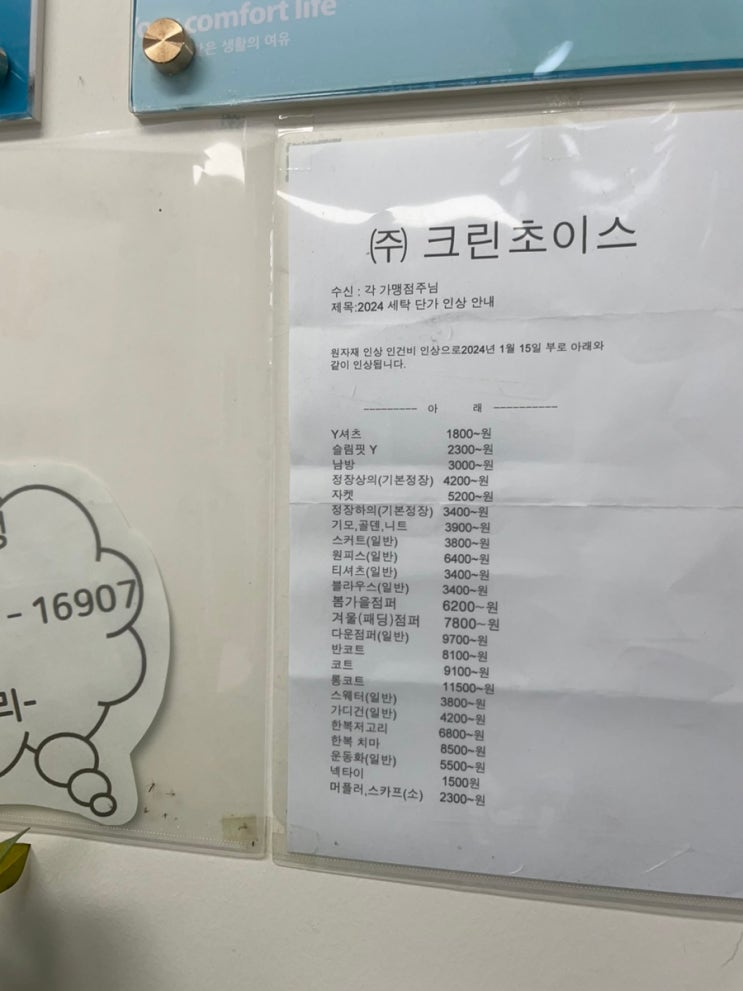 comfort life
은 생활의 여유
㈜ 크린초이스
수신 : 각 가맹점주님
제목:2024 세탁 단가 인상 안내
원자재 인상 인건비 인상으로2024년 1월 15일 부로 아래와
같이 인상됩니다.
--------- 아 래 ----------
Y셔츠 1800~원
슬림핏 Y 2300~원
남방 3000~원
정장상의(기본정장) 4200~원
자켓 5200~원
정장하의(기본정장) 3400~원
기모,골덴,니트 3900~원
스커트(일반) 3800~원
원피스(일반) 6400~원
티셔츠(일반) 3400~원
블라우스(일반) 3400~원
봄가을점퍼 6200~원
겨울(패딩)점퍼 7800~원
다운점퍼(일반) 9700~원
반코트 8100~원
코트 9100~원
롱코트 11500~원
스웨터(일반) 3800~원
가디건(일반) 4200~원
한복저고리 6800~원
한복 치마 8500~원
운동화(일반) 5500~원
넥타이 1500원
머플러,스카프(소) 2300~원
- 16907